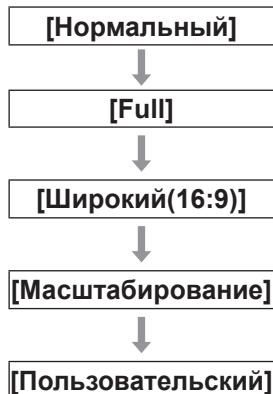 [Нормальный]
[Full]
[Широкий(16:9)]
[Масштабирование]
[Пользовательский]